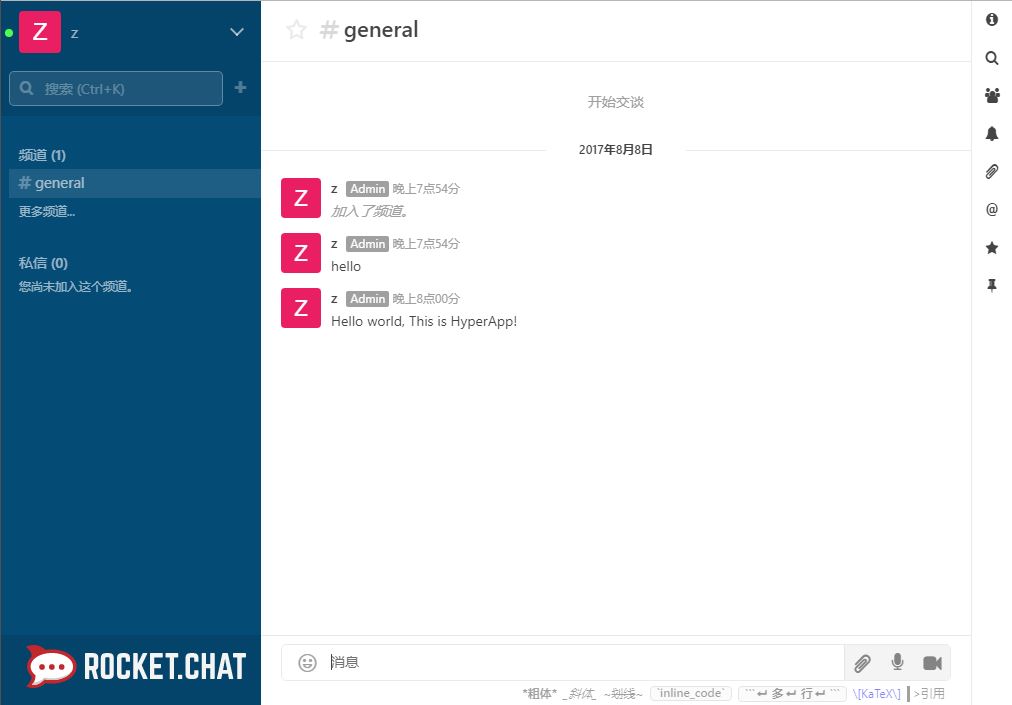 Z z
搜索 (Ctrl+K)
频道 (1)
# general
更多频道...
私信 (0)
您尚未加入这个频道。
ROCKET.CHAT
# general
开始交谈
2017年8月8日
Z z Admin 晚上7点54分
加入了频道。
Z z Admin 晚上7点54分
hello
Z z Admin 晚上8点00分
Hello world, This is HyperApp!
消息
*粗体* _斜体_ ~划线~ `inline_code` ```↵ 多 ↵ 行 ↵ ``` \[KaTeX\] >引用
@